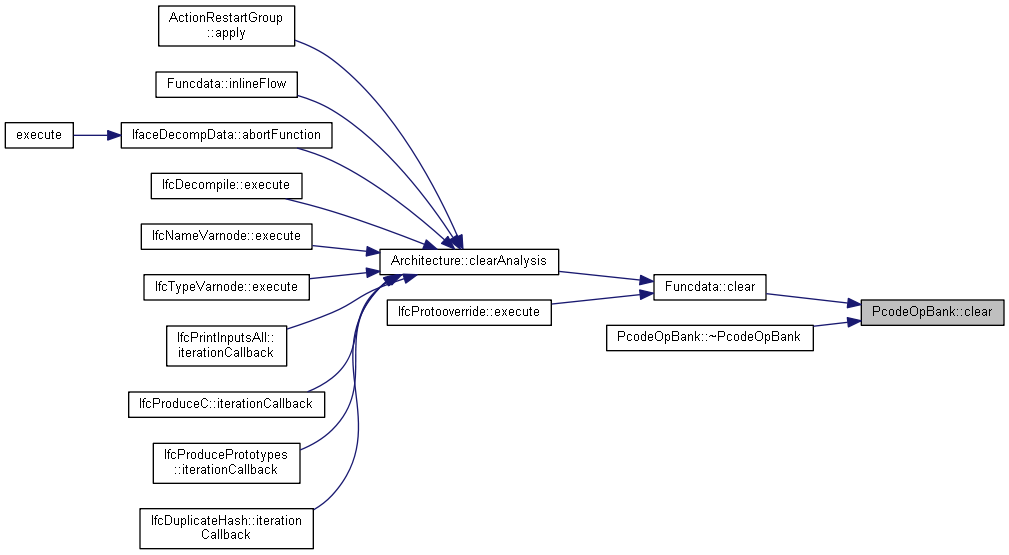 ActionRestartGroup
::apply
Funcdata::inlineFlow
execute
IfaceDecompData::abortFunction
IfcDecompile::execute
IfcNameVarnode::execute
Architecture::clearAnalysis
IfcTypeVarnode::execute
Funcdata::clear
IfcProtooverride::execute
PcodeOpBank::clear
IfcPrintInputsAll::
iterationCallback
PcodeOpBank::~PcodeOpBank
IfcProduceC::iterationCallback
IfcProducePrototypes
::iterationCallback
IfcDuplicateHash::iteration
Callback